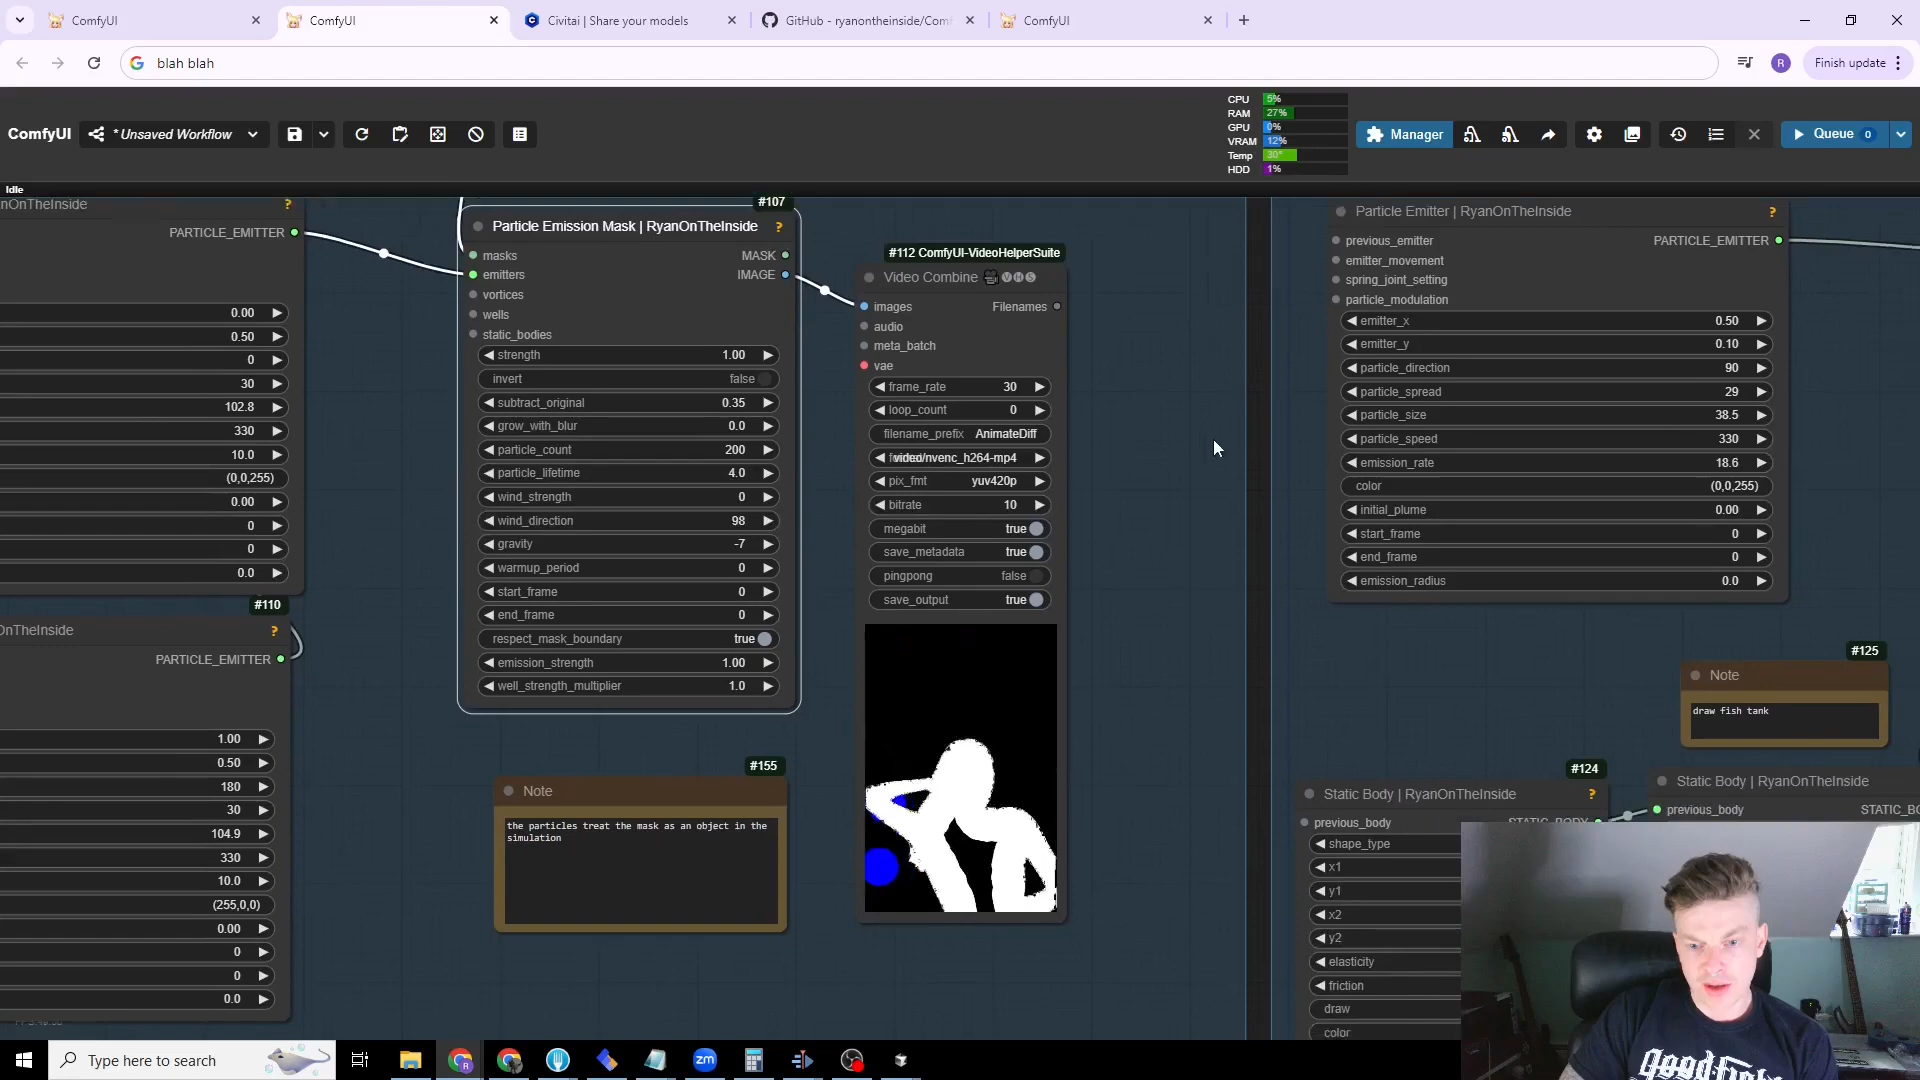 ComfyUI
ComfyUI
Civitai | Share your models
GitHub - ryanontheinside/Com
ComfyUI
blah blah
R
Finish update
ComfyUI
* Unsaved Workflow
CPU 5%
RAM 27%
GPU 0%
VRAM 12%
Temp 30°
HDD 1%
Manager
Queue 0
Idle
nOnTheInside
?
PARTICLE_EMITTER
0.00
0.50
0
30
102.8
330
10.0
(0,0,255)
0.00
0
0
0.0
#110
OnTheInside
?
PARTICLE_EMITTER
1.00
0.50
180
30
104.9
330
10.0
(255,0,0)
0.00
0
0
0.0
#107
Particle Emission Mask | RyanOnTheInside ?
masks MASK
emitters IMAGE
vortices
wells
static_bodies
strength 1.00
invert false
subtract_original 0.35
grow_with_blur 0.0
particle_count 200
particle_lifetime 4.0
wind_strength 0
wind_direction 98
gravity -7
warmup_period 0
start_frame 0
end_frame 0
respect_mask_boundary true
emission_strength 1.00
well_strength_multiplier 1.0
#155
Note
the particles treat the mask as an object in the
simulation
#112 ComfyUI-VideoHelperSuite
Video Combine VHS
images Filenames
audio
meta_batch
vae
frame_rate 30
loop_count 0
filename_prefix AnimateDiff
video/nvenc_h264-mp4
pix_fmt yuv420p
bitrate 10
megabit true
save_metadata true
pingpong false
save_output true
Particle Emitter | RyanOnTheInside ?
previous_emitter PARTICLE_EMITTER
emitter_movement
spring_joint_setting
particle_modulation
emitter_x 0.50
emitter_y 0.10
particle_direction 90
particle_spread 29
particle_size 38.5
particle_speed 330
emission_rate 18.6
color (0,0,255)
initial_plume 0.00
start_frame 0
end_frame 0
emission_radius 0.0
#125
Note
draw fish tank
#124
Static Body | RyanOnTheInside ?
previous_body STATIC_BODY
shape_type
x1
y1
x2
y2
elasticity
friction
draw
color
Static Body | RyanOnTheInside
previous_body STATIC_BO
Type here to search
zm